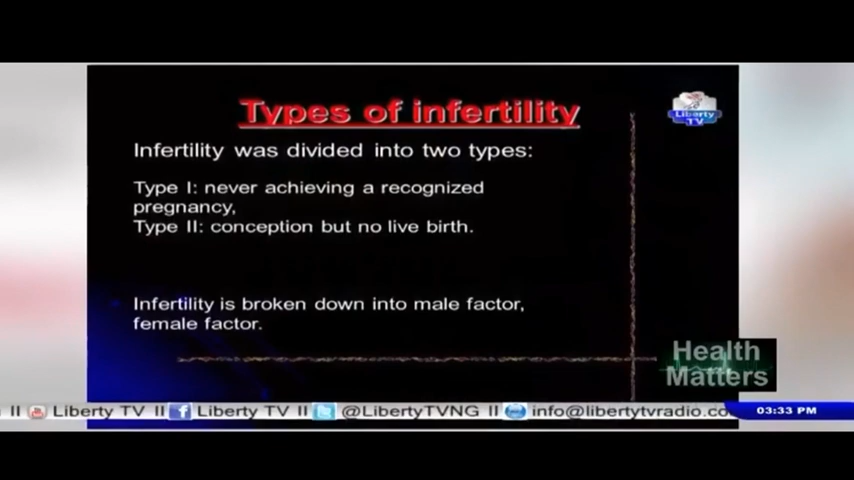 Types of infertility
Liberty
TV
Infertility was divided into two types:
Type I: never achieving a recognized
pregnancy,
Type II: conception but no live birth.
Infertility is broken down into male factor,
female factor.
Health
Matters
II Liberty TV II Liberty TV II @LibertyTVNG II info@libertytvradio.co
03:33 PM